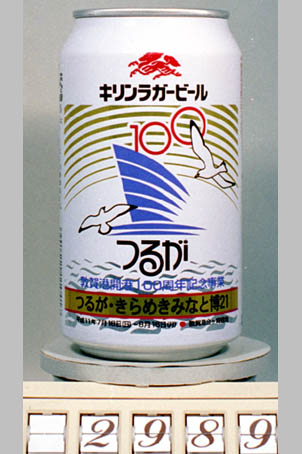 キリンラガービール
100
つるが
敦賀港開港100周年記念事業
つるが・きらめきみなと博21
2989